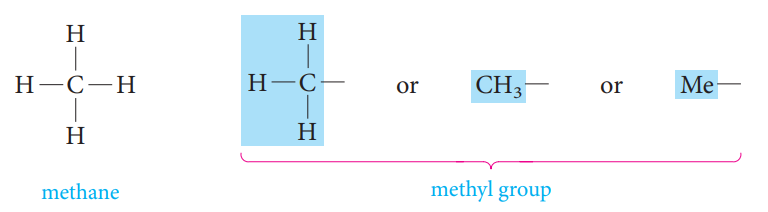 H H
H—C—H H—C— or CH₃— or Me—
H H
methane methyl group